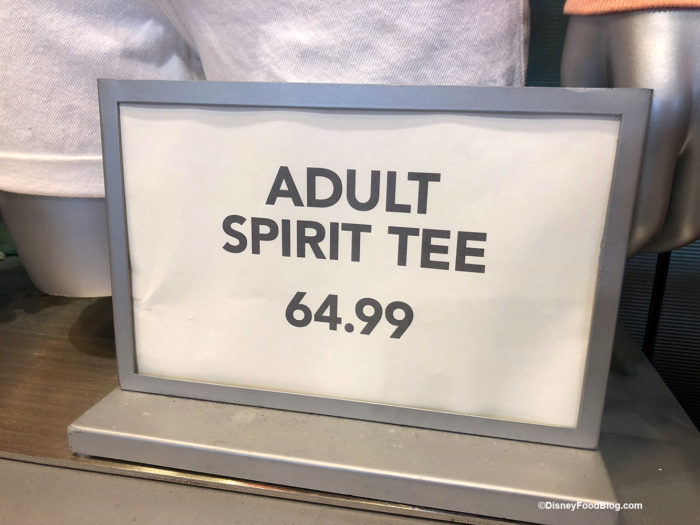 ADULT
SPIRIT TEE
64.99
©DisneyFoodBlog.com